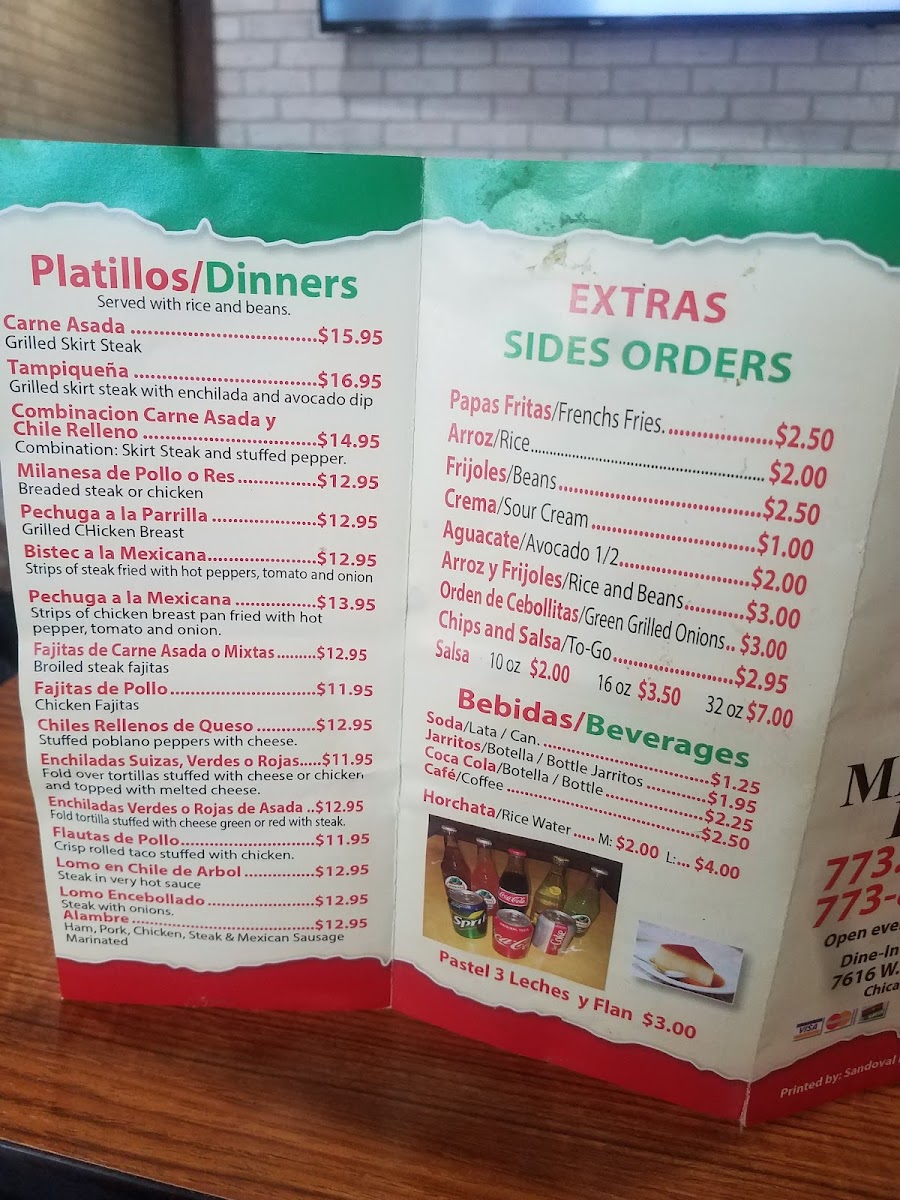 Platillos/Dinners
Served with rice and beans.
Carne Asada ..............................$15.95
Grilled Skirt Steak
Tampiqueña ..............................$16.95
Grilled skirt steak with enchilada and avocado dip
Combinacion Carne Asada y
Chile Relleno ............................$14.95
Combination: Skirt Steak and stuffed pepper.
Milanesa de Pollo o Res.............$12.95
Breaded steak or chicken
Pechuga a la Parrilla .................$12.95
Grilled CHicken Breast
Bistec a la Mexicana..................$12.95
Strips of steak fried with hot peppers, tomato and onion
Pechuga a la Mexicana .............$13.95
Strips of chicken breast pan fried with hot
pepper, tomato and onion.
Fajitas de Carne Asada o Mixtas........$12.95
Broiled steak fajitas
Fajitas de Pollo.........................$11.95
Chicken Fajitas
Chiles Rellenos de Queso..........$12.95
Stuffed poblano peppers with cheese.
Enchiladas Suizas, Verdes o Rojas.....$11.95
Fold over tortillas stuffed with cheese or chicken
and topped with melted cheese.
Enchiladas Verdes o Rojas de Asada ..$12.95
Fold tortilla stuffed with cheese green or red with steak.
Flautas de Pollo.......................$11.95
Crisp rolled taco stuffed with chicken.
Lomo en Chile de Arbol.............$12.95
Steak in very hot sauce
Lomo Encebollado...................$12.95
Steak with onions.
Alambre.................................$12.95
Ham, Pork, Chicken, Steak & Mexican Sausage
Marinated
EXTRAS
SIDES ORDERS
Papas Fritas/Frenchs Fries..................$2.50
Arroz/Rice.......................................$2.00
Frijoles/Beans.................................$2.50
Crema/Sour Cream..........................$1.00
Aguacate/Avocado 1/2.....................$2.00
Arroz y Frijoles/Rice and Beans..........$3.00
Orden de Cebollitas/Green Grilled Onions.. $3.00
Chips and Salsa/To-Go....................$2.95
Salsa 10 oz $2.00 16 oz $3.50 32 oz $7.00
Bebidas/Beverages
Soda/Lata / Can. ............................$1.25
Jarritos/Botella / Bottle Jarritos ............$1.95
Coca Cola/Botella / Bottle..................$2.25
Café/Coffee ..................................$2.50
Horchata/Rice Water ..... M: $2.00 L:... $4.00
Sprite
Coca-Cola
Pastel 3 Leches y Flan $3.00
773
773-
Open eve
Dine-In
7616 W.
Chica
VISA
Printed by: Sandoval